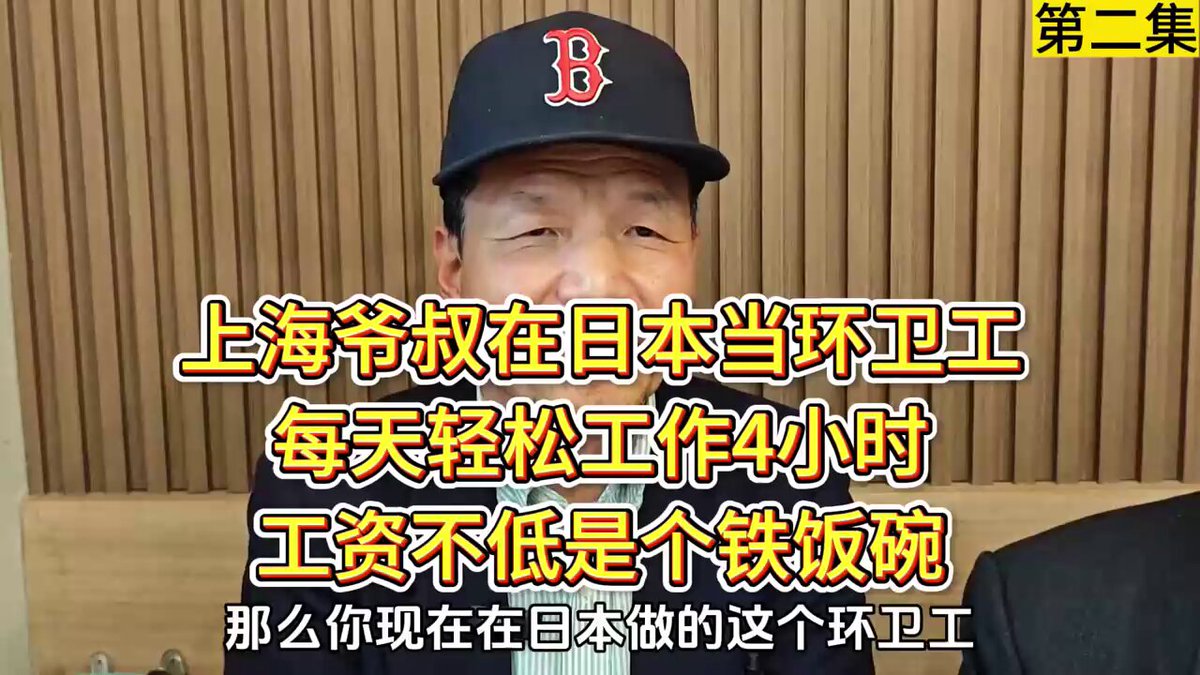 第二集
B
上海爷叔在日本当环卫工
每天轻松工作4小时
工资不低是个铁饭碗
那么你现在在日本做的这个环卫工